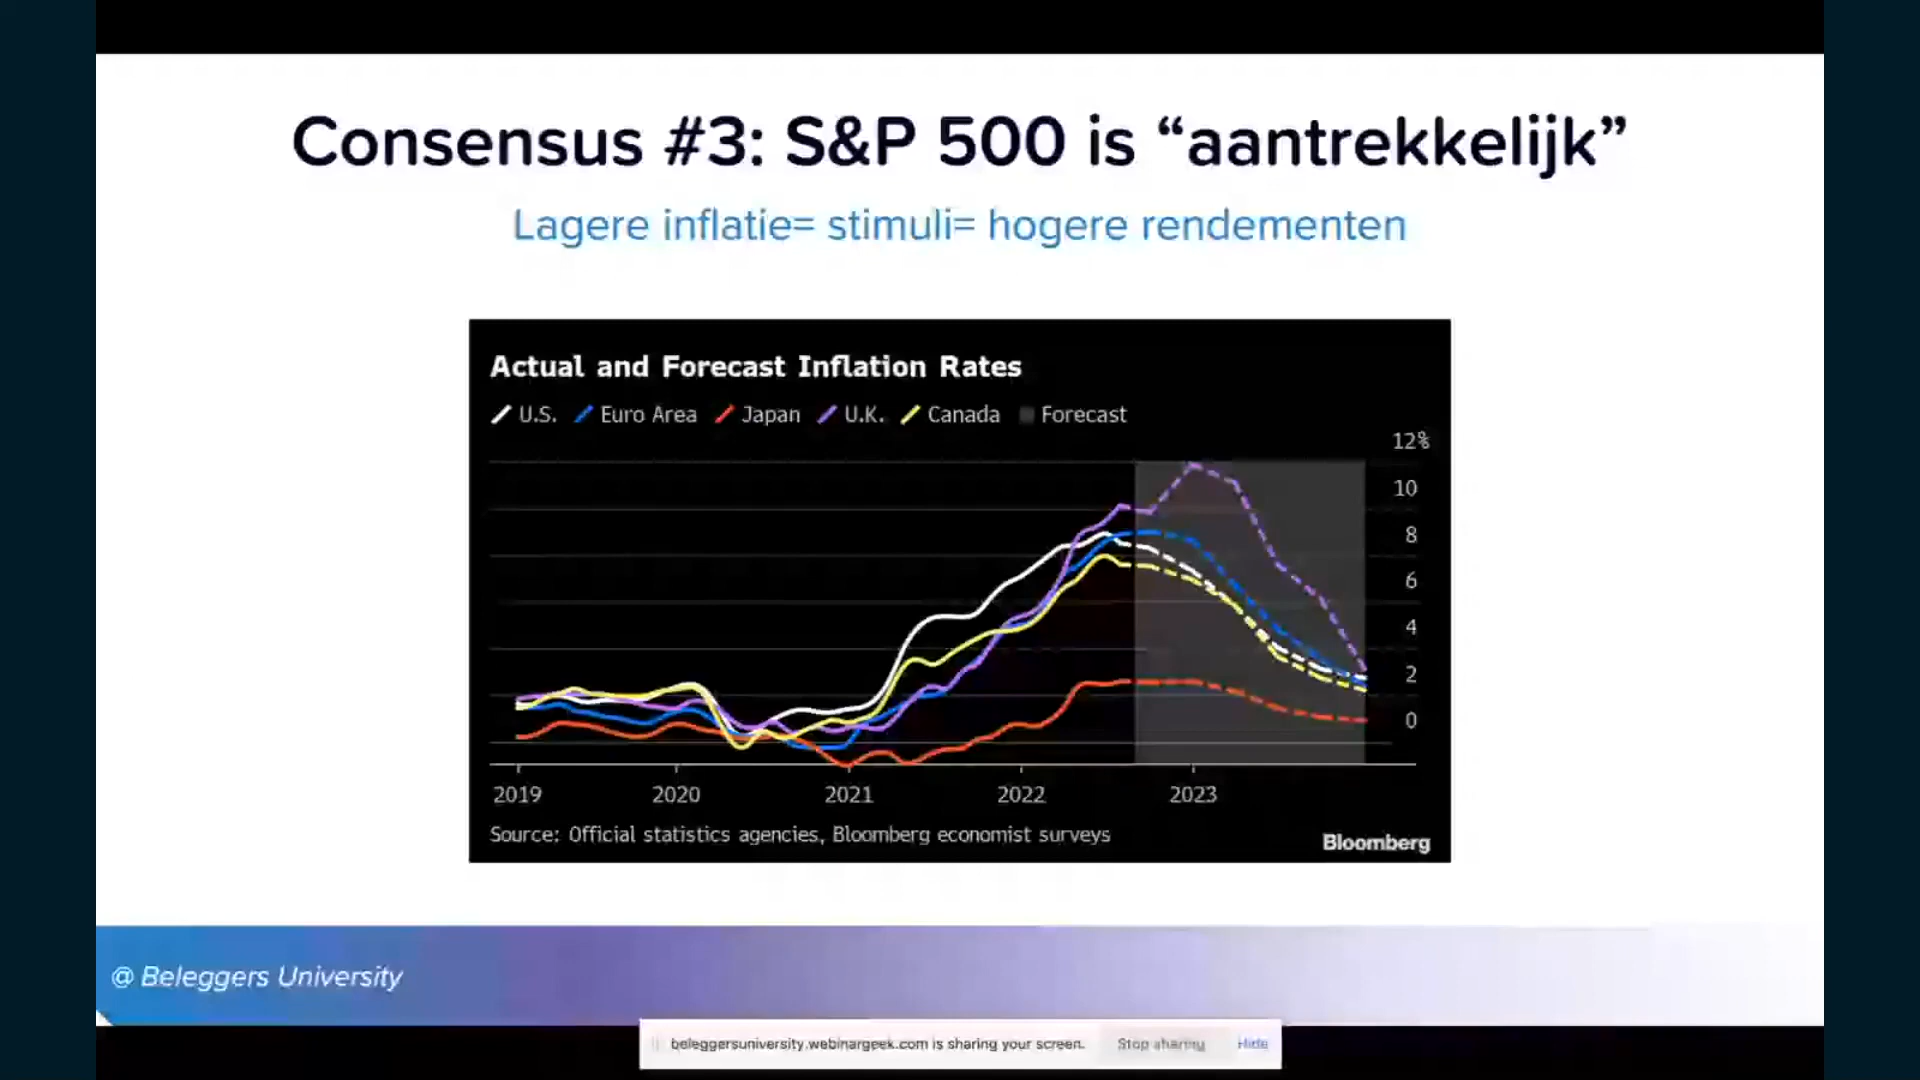 Consensus #3: S&P 500 is “aantrekkelijk”
Lagere inflatie= stimuli= hogere rendementen
Actual and Forecast Inflation Rates
U.S. Euro Area Japan U.K. Canada Forecast
12%
10
8
6
4
2
0
2019 2020 2021 2022 2023
Source: Official statistics agencies, Bloomberg economist surveys
Bloomberg
@ Beleggers University
beleggersuniversity.webinargeek.com is sharing your screen. Stop sharing Hide